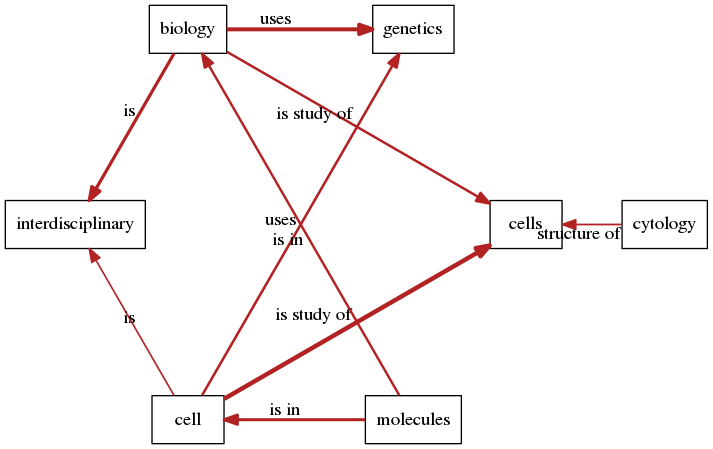 uses
biology
genetics
is
is study of
interdisciplinary
uses
cells
cytology
structure of
is in
is
is study of
is in
cell
molecules